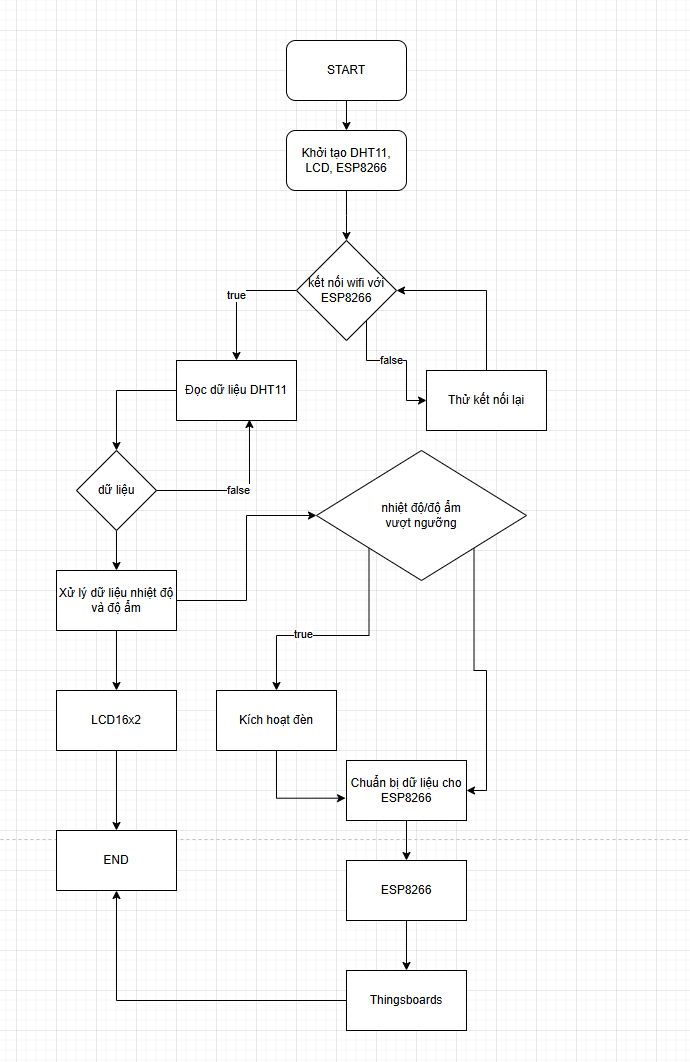 START
Khởi tạo DHT11,
LCD, ESP8266
kết nối wifi với
ESP8266
true
false
Đọc dữ liệu DHT11
Thử kết nối lại
dữ liệu
false
nhiệt độ/độ ẩm
vượt ngưỡng
Xử lý dữ liệu nhiệt độ
và độ ẩm
true
LCD16x2
Kích hoạt đèn
Chuẩn bị dữ liệu cho
ESP8266
END
ESP8266
Thingsboards